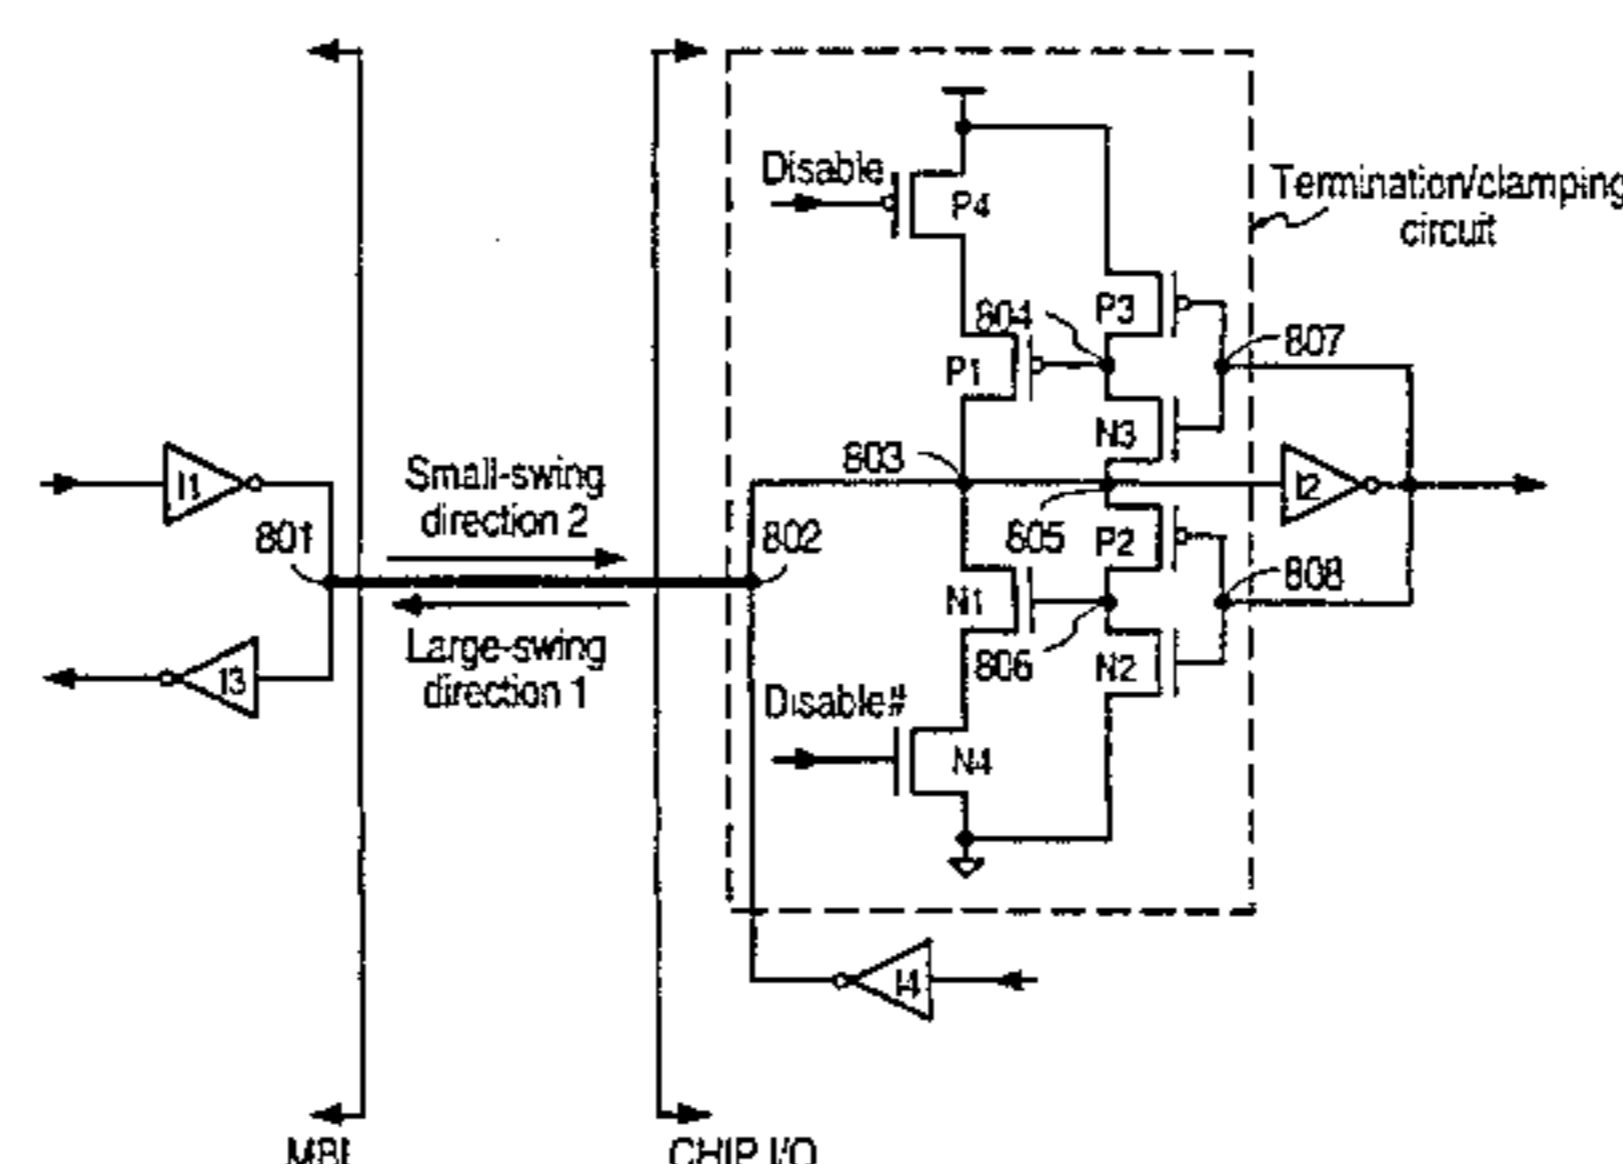 Disable
P4
Termination/clamping
circuit
P3
804
807
P1
N3
803
I1
Small-swing
direction 2
I2
801
802
805
P2
808
N1
Large-swing
direction 1
I3
806
N2
Disable#
N4
I4
CHIP I/O